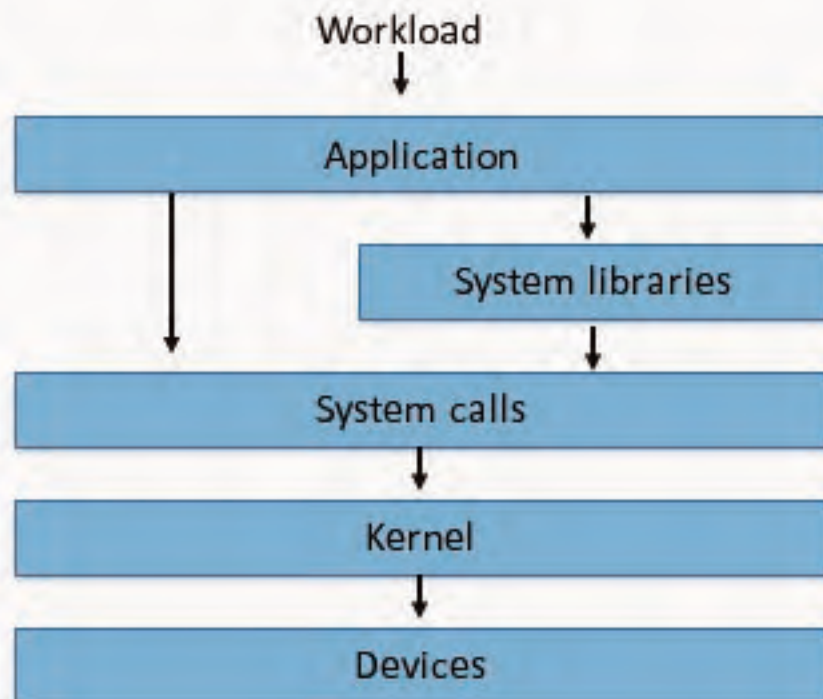 Workload
Application
System libraries
System calls
Kernel
Devices